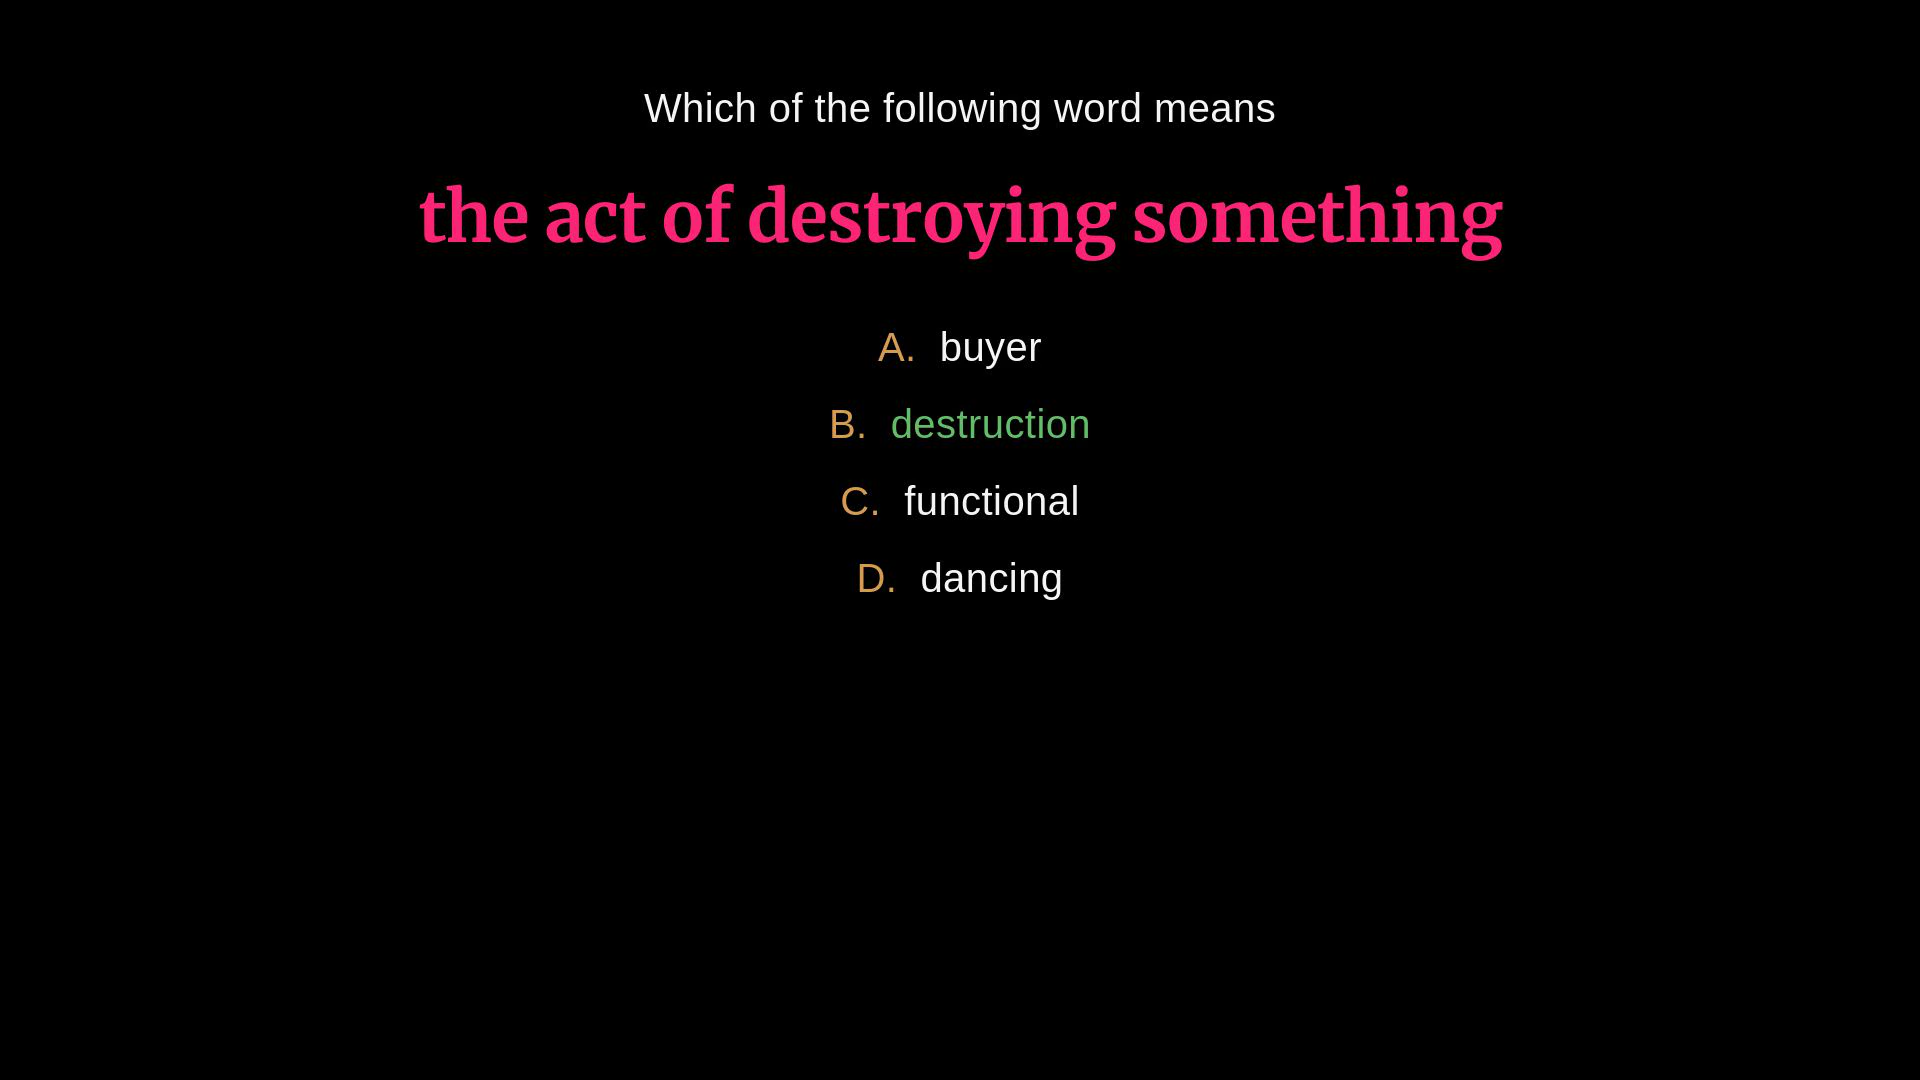 Which of the following word means
the act of destroying something
A. buyer
B. destruction
C. functional
D. dancing